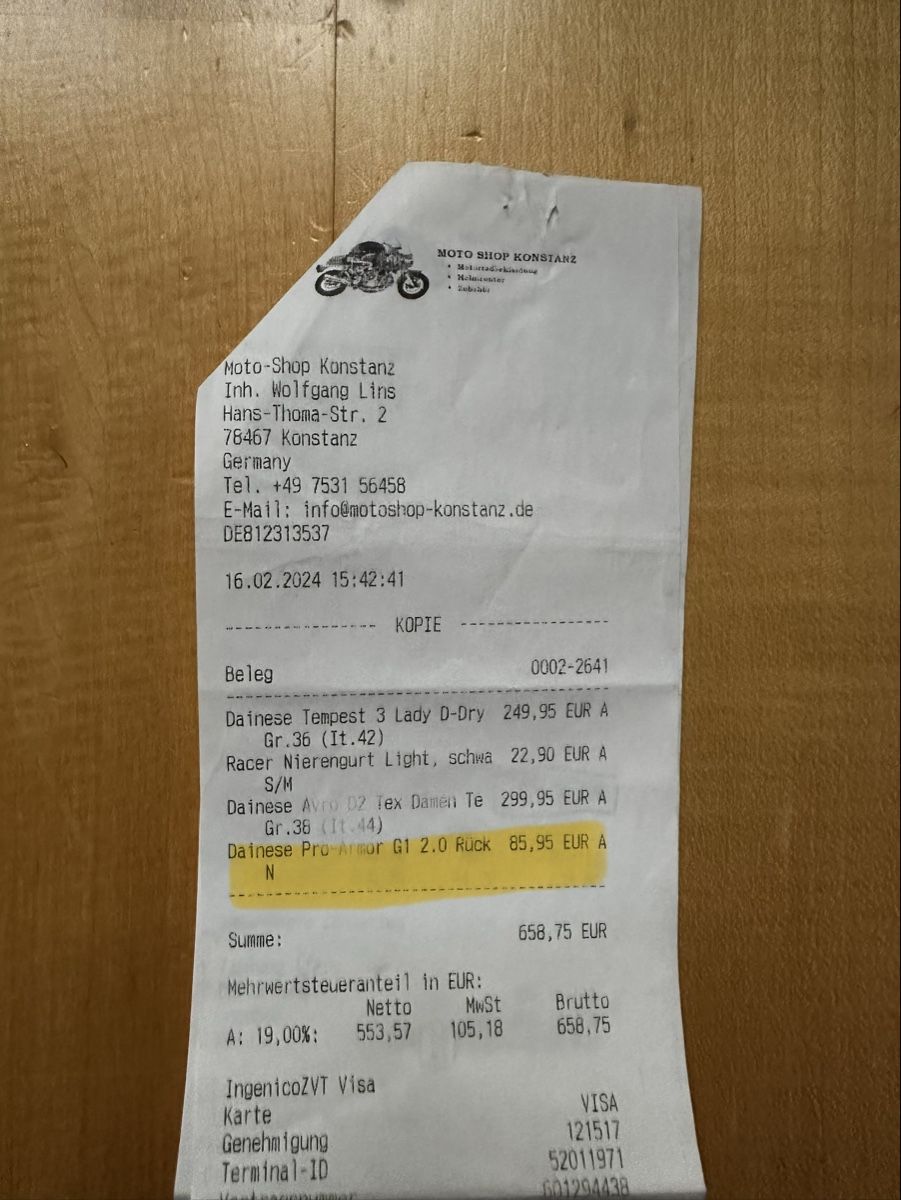 MOTO SHOP KONSTANZ
• Motorradbekleidung
• Helmcenter
• Zubehör
Moto-Shop Konstanz
Inh. Wolfgang Lins
Hans-Thoma-Str. 2
78467 Konstanz
Germany
Tel. +49 7531 56458
E-Mail: info@motoshop-konstanz.de
DE812313537
16.02.2024 15:42:41
------------------ KOPIE ------------------
Beleg 0002-2641
Dainese Tempest 3 Lady D-Dry 249,95 EUR A
Gr.36 (It.42)
Racer Nierengurt Light, schwa 22,90 EUR A
S/M
Dainese Avro D2 Tex Damen Te 299,95 EUR A
Gr.38 (It.44)
Dainese Pro-Armor G1 2.0 Rück 85,95 EUR A
N
Summe: 658,75 EUR
Mehrwertsteueranteil in EUR:
Netto MwSt Brutto
A: 19,00%: 553,57 105,18 658,75
IngenicoZVT Visa
Karte VISA
Genehmigung 121517
Terminal-ID 52011971
601294438